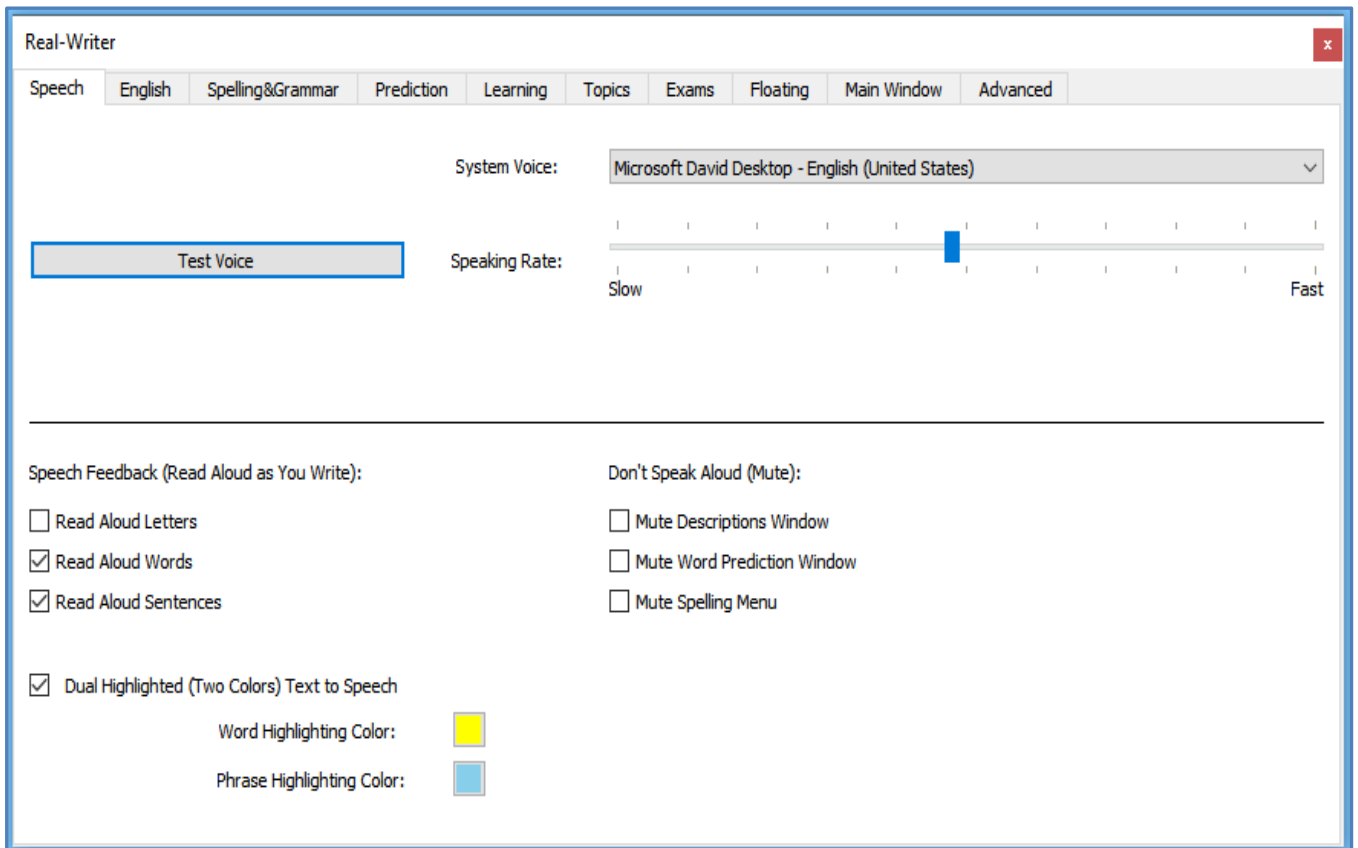 Real-Writer
x
Speech English Spelling&Grammar Prediction Learning Topics Exams Floating Main Window Advanced
System Voice: Microsoft David Desktop - English (United States)
Test Voice Speaking Rate:
Slow Fast
Speech Feedback (Read Aloud as You Write): Don't Speak Aloud (Mute):
Read Aloud Letters Mute Descriptions Window
Read Aloud Words Mute Word Prediction Window
Read Aloud Sentences Mute Spelling Menu
Dual Highlighted (Two Colors) Text to Speech
Word Highlighting Color:
Phrase Highlighting Color: